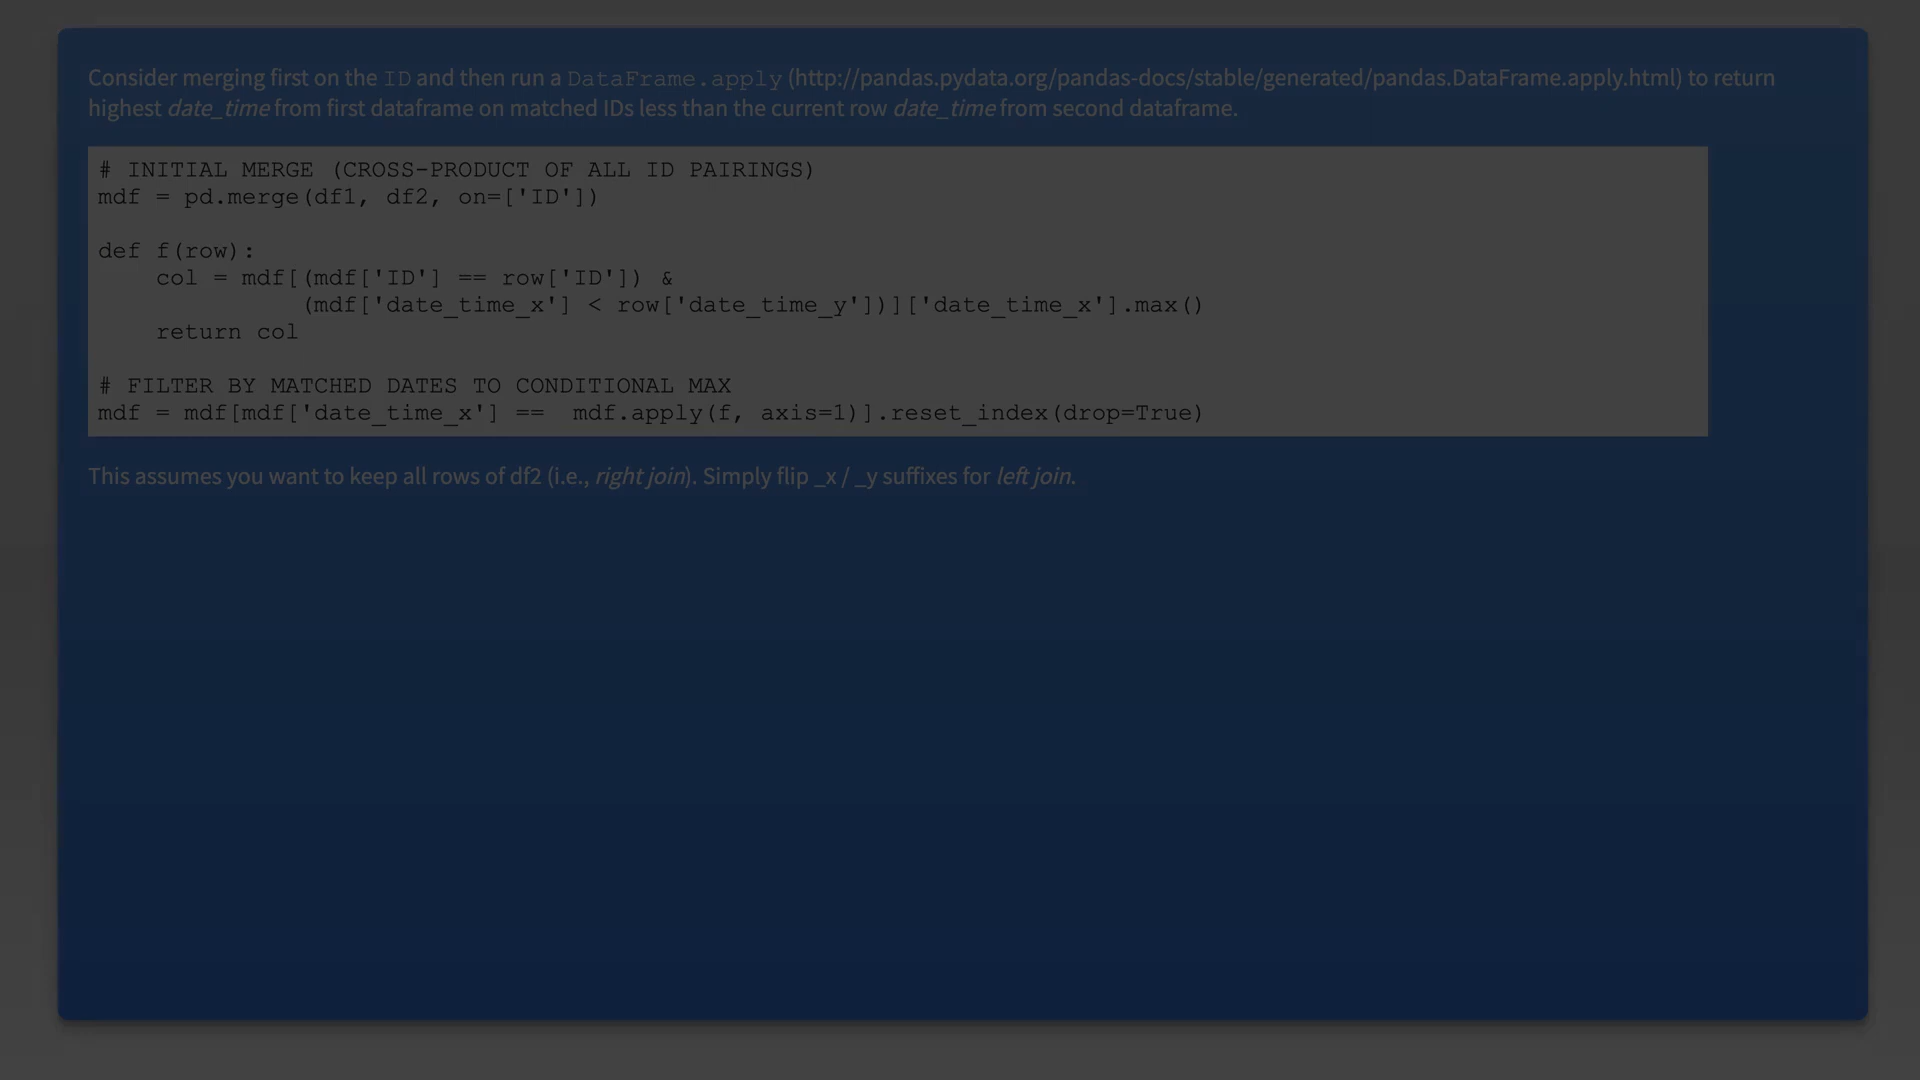 Consider merging first on the ID and then run a DataFrame.apply (http://pandas.pydata.org/pandas-docs/stable/generated/pandas.DataFrame.apply.html) to return
highest date_time from first dataframe on matched IDs less than the current row date_time from second dataframe.
# INITIAL MERGE (CROSS-PRODUCT OF ALL ID PAIRINGS)
mdf = pd.merge(df1, df2, on=['ID'])
def f(row):
    col = mdf[(mdf['ID'] == row['ID']) &
              (mdf['date_time_x'] < row['date_time_y'])]['date_time_x'].max()
    return col
# FILTER BY MATCHED DATES TO CONDITIONAL MAX
mdf = mdf[mdf['date_time_x'] ==  mdf.apply(f, axis=1)].reset_index(drop=True)
This assumes you want to keep all rows of df2 (i.e., right join). Simply flip _x / _y suffixes for left join.